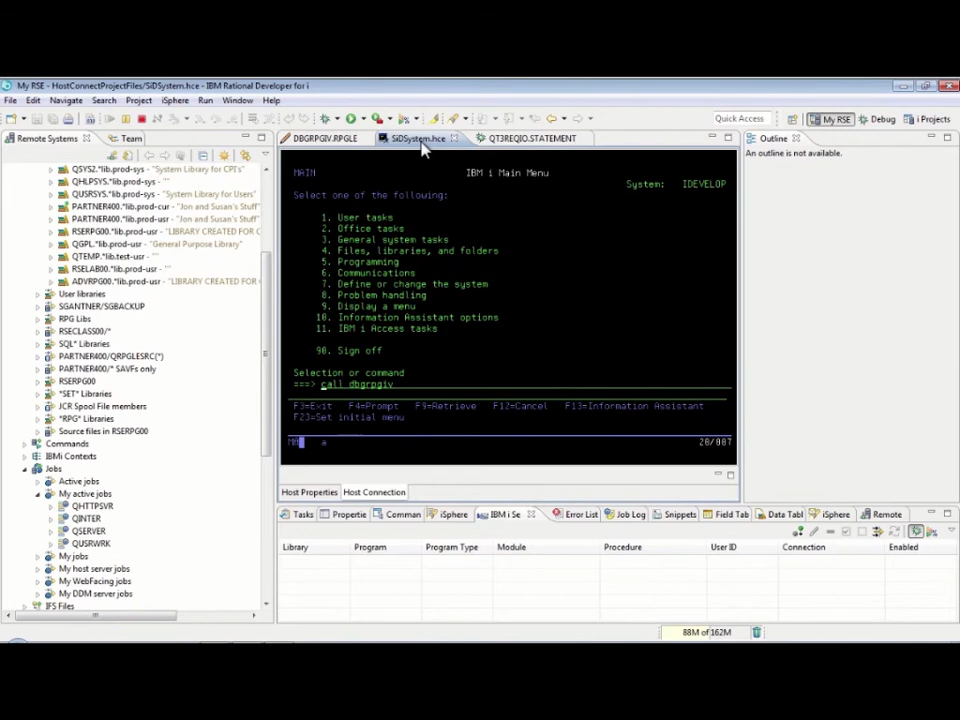 My RSE - HostConnectProjectFiles/SiDSystem.hce - IBM Rational Developer for i
File Edit Navigate Search Project iSphere Run Window Help
Quick Access My RSE Debug i Projects
Remote Systems Team
DBGRPGIV.RPGLE SiDSystem.hce QT3REQIO.STATEMENT
Outline
An outline is not available.
QSYS2.*lib.prod-sys - "System Library for CPI's"
QHLPSYS.*lib.prod-sys - ""
QUSRSYS.*lib.prod-sys - "System Library for Users"
PARTNER400.*lib.prod-cur - "Jon and Susan's Stuff"
PARTNER400.*lib.prod-usr - "Jon and Susan's Stuff"
RSERPG00.*lib.prod-usr - "LIBRARY CREATED FOR
QGPL.*lib.prod-usr - "General Purpose Library"
QTEMP.*lib.test-usr - ""
RSELAB00.*lib.prod-usr - ""
ADVRPG00.*lib.prod-usr - "LIBRARY CREATED FOR
User libraries
SGANTNER/SGBACKUP
RPG Libs
RSECLASS00/*
SQL* Libraries
PARTNER400/QRPGLESRC(*)
PARTNER400/* SAVFs only
RSERPG00
*SET* Libraries
JCR Spool File members
*RPG* Libraries
Source files in RSERPG00
Commands
IBMi Contexts
Jobs
Active jobs
My active jobs
QHTTPSVR
QINTER
QSERVER
QUSRWRK
My jobs
My host server jobs
My WebFacing jobs
My DDM server jobs
IFS Files
MAIN IBM i Main Menu
System: IDEVELOP
Select one of the following:
1. User tasks
2. Office tasks
3. General system tasks
4. Files, libraries, and folders
5. Programming
6. Communications
7. Define or change the system
8. Problem handling
9. Display a menu
10. Information Assistant options
11. IBM i Access tasks
90. Sign off
Selection or command
===> call dbgrpgiv
F3=Exit F4=Prompt F9=Retrieve F12=Cancel F13=Information Assistant
F23=Set initial menu
MA a 20/007
Host Properties Host Connection
Tasks Propertie Comman iSphere IBM i Se Error List Job Log Snippets Field Tab Data Tabl iSphere Remote
Library Program Program Type Module Procedure User ID Connection Enabled
88M of 162M